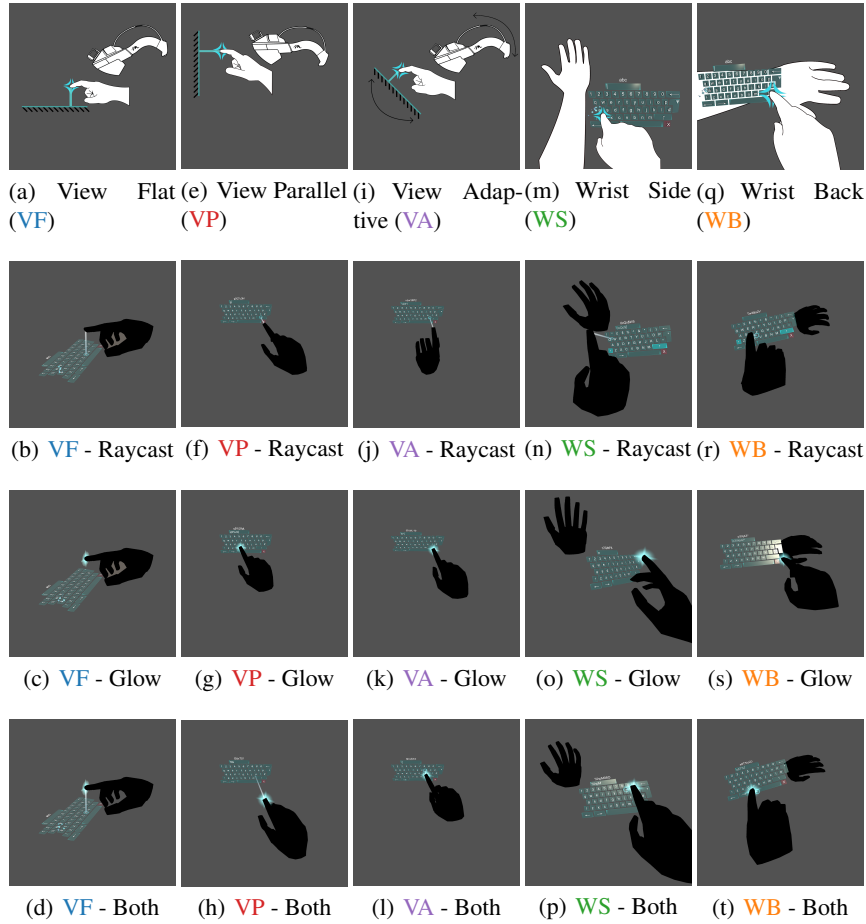 (a) View Flat (e) View Parallel (i) View Adap- (m) Wrist Side (q) Wrist Back
(VF) (VP) tive (VA) (WS) (WB)
(b) VF - Raycast (f) VP - Raycast (j) VA - Raycast (n) WS - Raycast (r) WB - Raycast
(c) VF - Glow (g) VP - Glow (k) VA - Glow (o) WS - Glow (s) WB - Glow
(d) VF - Both (h) VP - Both (l) VA - Both (p) WS - Both (t) WB - Both